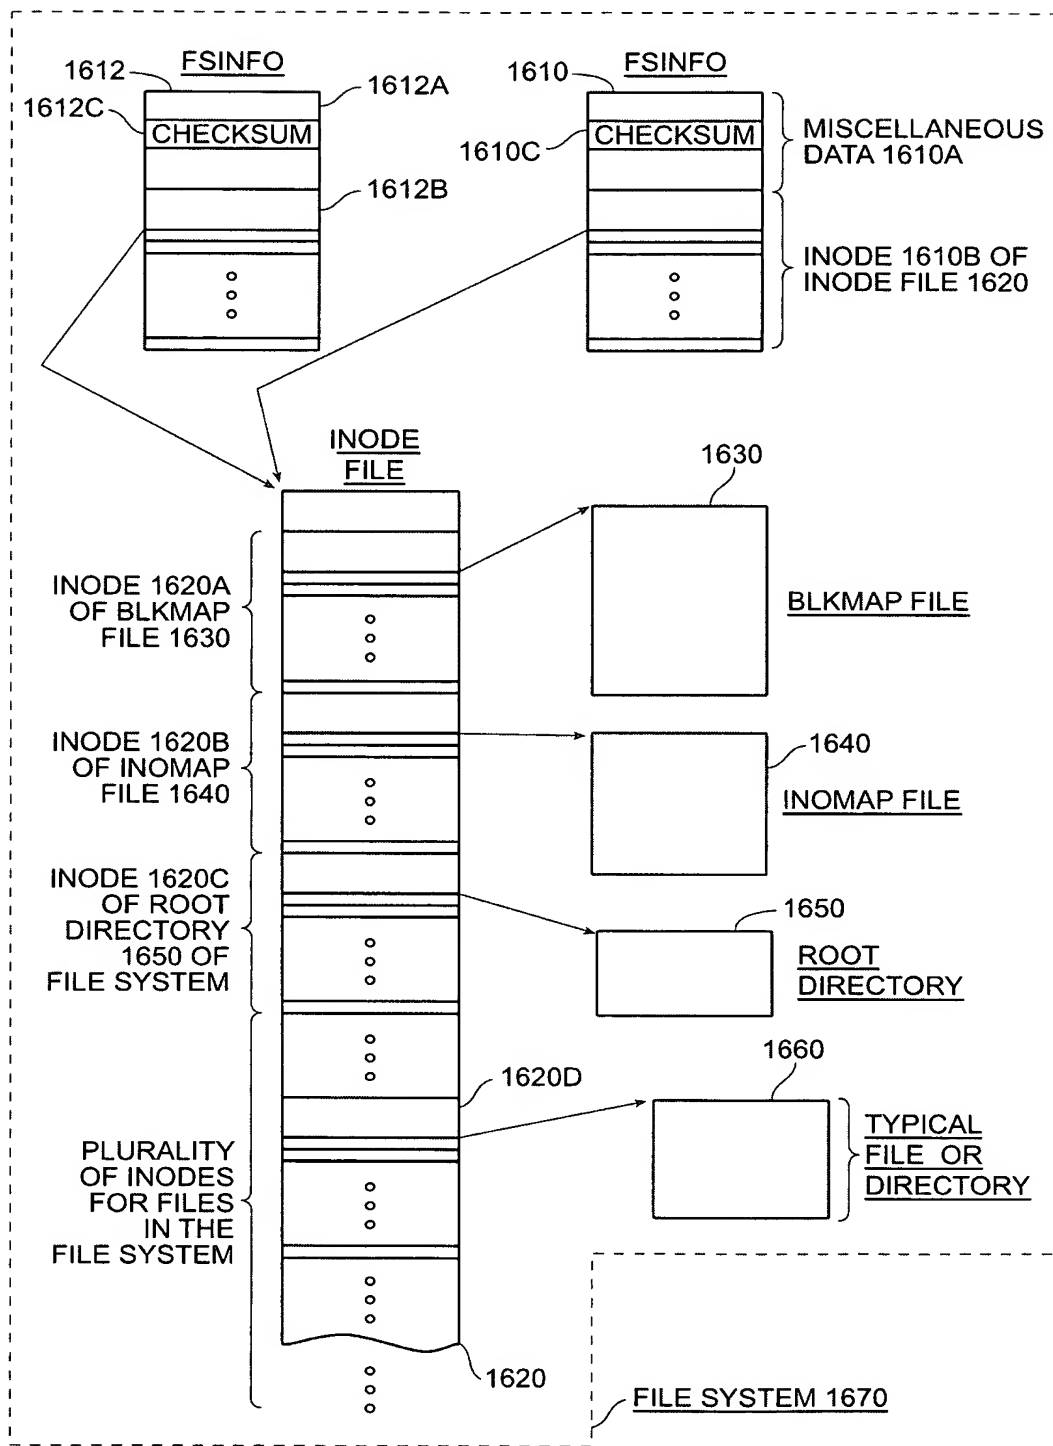 FSINFO
1612
1612A
1612C
CHECKSUM
1612B
FSINFO
1610
1610C
CHECKSUM
MISCELLANEOUS
DATA 1610A
INODE 1610B OF
INODE FILE 1620
INODE
FILE
INODE 1620A
OF BLKMAP
FILE 1630
1630
BLKMAP FILE
INODE 1620B
OF INOMAP
FILE 1640
1640
INOMAP FILE
INODE 1620C
OF ROOT
DIRECTORY
1650 OF
FILE SYSTEM
1650
ROOT
DIRECTORY
1620D
1660
TYPICAL
FILE OR
DIRECTORY
PLURALITY
OF INODES
FOR FILES
IN THE
FILE SYSTEM
1620
FILE SYSTEM 1670